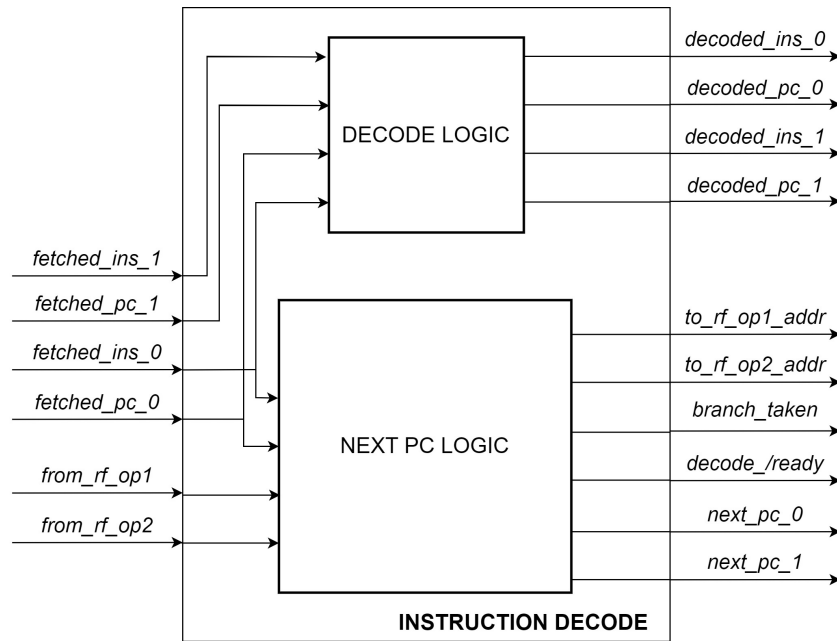 decoded_ins_0
decoded_pc_0
DECODE LOGIC
decoded_ins_1
decoded_pc_1
fetched_ins_1
fetched_pc_1
fetched_ins_0
fetched_pc_0
from_rf_op1
from_rf_op2
NEXT PC LOGIC
to_rf_op1_addr
to_rf_op2_addr
branch_taken
decode_/ready
next_pc_0
next_pc_1
INSTRUCTION DECODE